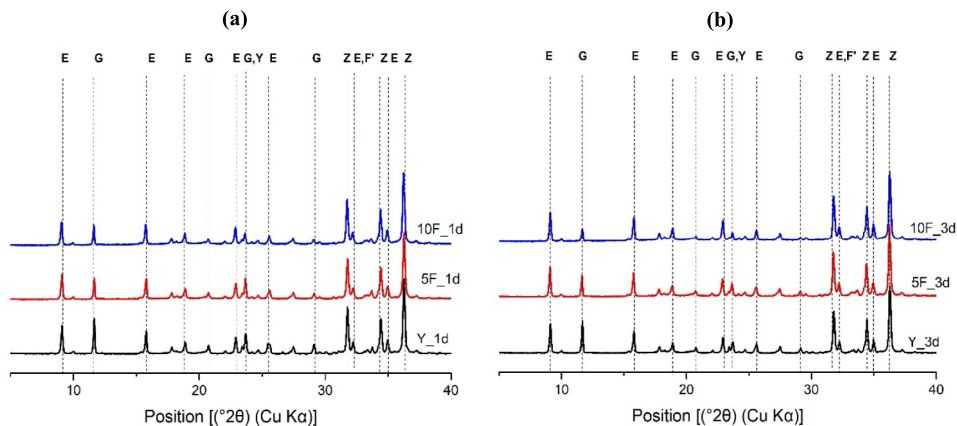 (a)
E G E E G E G,Y E G Z E,F' Z E Z
10F_1d
5F_1d
Y_1d
10 20 30 40
Position [(°2θ) (Cu Kα)]
(b)
E G E E G E G,Y E G Z E,F' Z E Z
10F_3d
5F_3d
Y_3d
10 20 30 40
Position [(°2θ) (Cu Kα)]